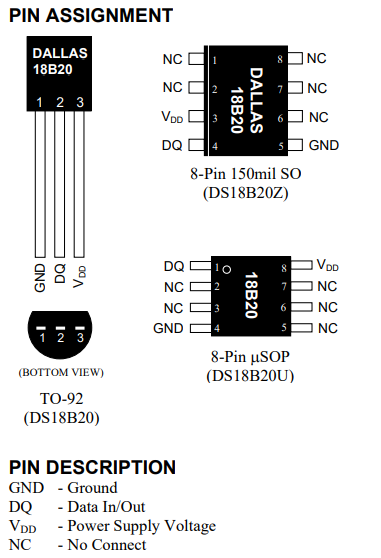 PIN ASSIGNMENT
DALLAS
18B20
1 2 3
GND
DQ
VDD
1 2 3
(BOTTOM VIEW)
TO-92
(DS18B20)
NC 1 8 NC
NC 2 7 NC
VDD 3 6 NC
DQ 4 5 GND
DALLAS
18B20
8-Pin 150mil SO
(DS18B20Z)
DQ 1 8 VDD
NC 2 7 NC
NC 3 6 NC
GND 4 5 NC
18B20
8-Pin μSOP
(DS18B20U)
PIN DESCRIPTION
GND - Ground
DQ - Data In/Out
VDD - Power Supply Voltage
NC - No Connect